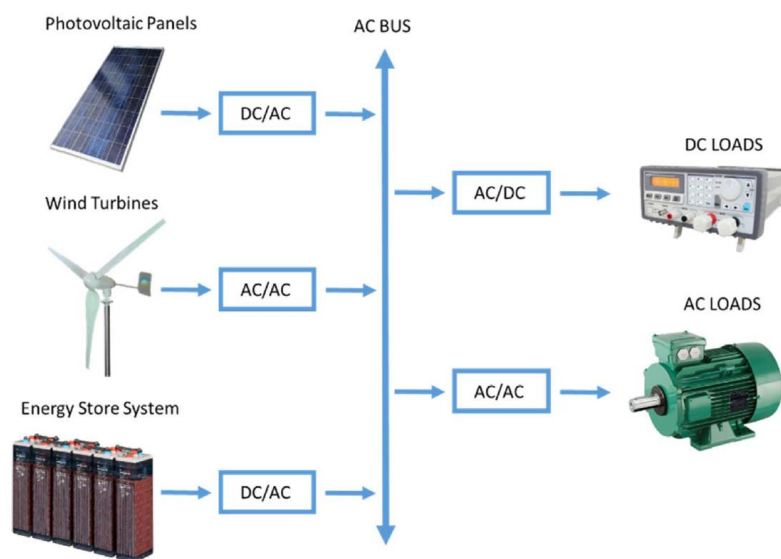 Photovoltaic Panels
AC BUS
DC/AC
DC LOADS
AC/DC
Wind Turbines
AC/AC
AC LOADS
AC/AC
Energy Store System
DC/AC